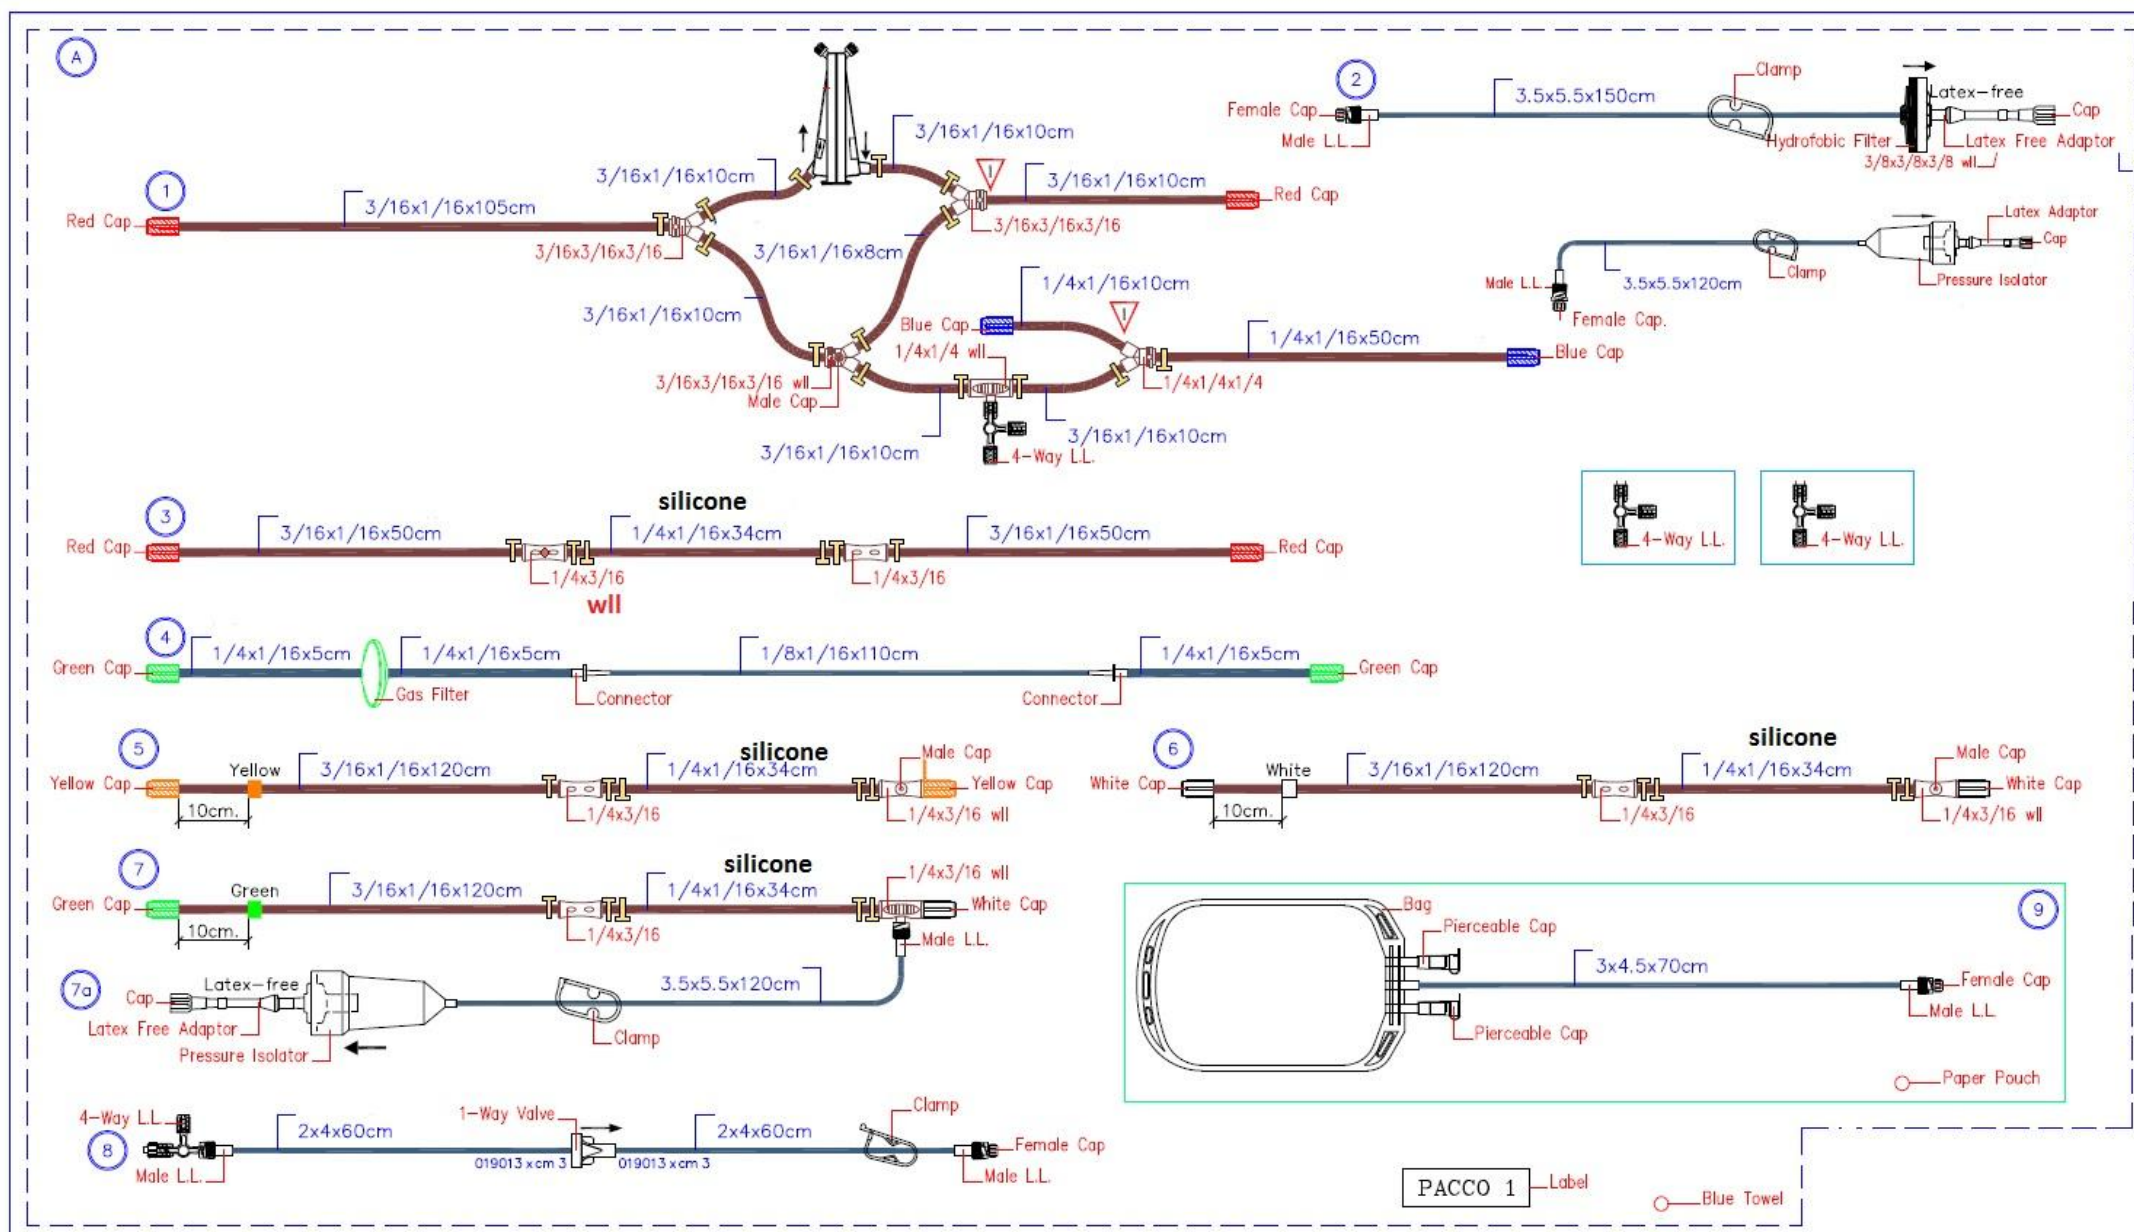 A
1
Red Cap
3/16x1/16x105cm
3/16x3/16x3/16
3/16x1/16x10cm
3/16x1/16x10cm
3/16x1/16x10cm
Red Cap
3/16x3/16x3/16
3/16x1/16x8cm
3/16x1/16x10cm
1/4x1/16x10cm
Blue Cap
1/4x1/4 wll
1/4x1/16x50cm
Blue Cap
1/4x1/4x1/4
3/16x3/16x3/16 wll
Male Cap
3/16x1/16x10cm
3/16x1/16x10cm
4-Way L.L.
2
Female Cap
Male L.L.
3.5x5.5x150cm
Clamp
Latex-free
Cap
Hydrofobic Filter
Latex Free Adaptor
3/8x3/8x3/8 wll
Latex Adaptor
Cap
Male L.L.
3.5x5.5x120cm
Clamp
Pressure Isolator
Female Cap.
4-Way L.L.
4-Way L.L.
3
silicone
Red Cap
3/16x1/16x50cm
1/4x1/16x34cm
3/16x1/16x50cm
Red Cap
1/4x3/16
1/4x3/16
wll
4
Green Cap
1/4x1/16x5cm
1/4x1/16x5cm
1/8x1/16x110cm
1/4x1/16x5cm
Green Cap
Gas Filter
Connector
Connector
5
silicone
Male Cap
Yellow Cap
Yellow
3/16x1/16x120cm
1/4x1/16x34cm
Yellow Cap
10cm.
1/4x3/16
1/4x3/16 wll
6
silicone
Male Cap
White Cap
White
3/16x1/16x120cm
1/4x1/16x34cm
White Cap
10cm.
1/4x3/16
1/4x3/16 wll
7
silicone
1/4x3/16 wll
Green Cap
Green
3/16x1/16x120cm
1/4x1/16x34cm
White Cap
10cm.
1/4x3/16
Male L.L.
7a
Cap
Latex-free
3.5x5.5x120cm
Latex Free Adaptor
Pressure Isolator
Clamp
9
Bag
Pierceable Cap
3x4.5x70cm
Female Cap
Male L.L.
Pierceable Cap
Paper Pouch
8
4-Way L.L.
2x4x60cm
1-Way Valve
2x4x60cm
Clamp
Female Cap
Male L.L.
019013 x cm 3
019013 x cm 3
Male L.L.
PACCO 1
Label
Blue Towel